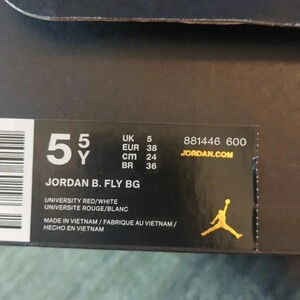 5 5Y
UK 5
EUR 38
cm 24
BR 36
881446 600
JORDAN.COM
JORDAN B. FLY BG
UNIVERSITY RED/WHITE
UNIVERSITE ROUGE/BLANC
MADE IN VIETNAM / FABRIQUE AU VIETNAM /
HECHO EN VIETNAM